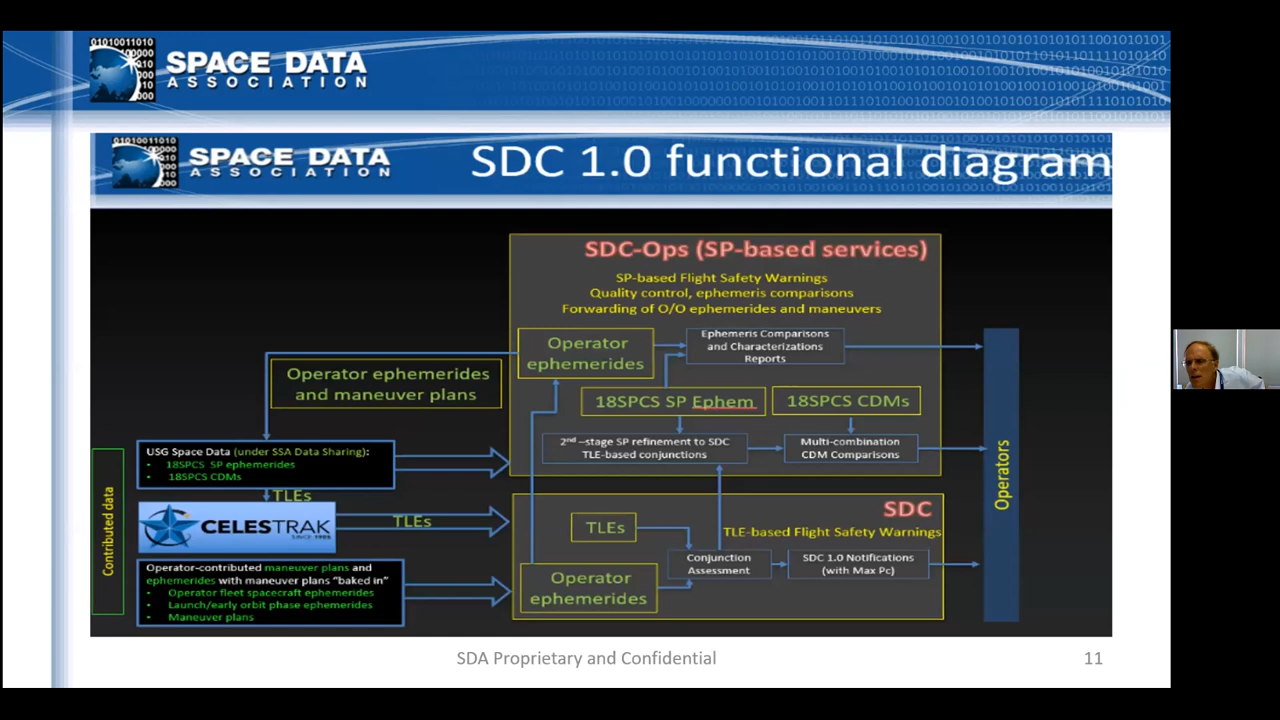 SPACE DATA
ASSOCIATION
SPACE DATA
ASSOCIATION
SDC 1.0 functional diagram
SDC-Ops (SP-based services)
SP-based Flight Safety Warnings
Quality control, ephemeris comparisons
Forwarding of O/O ephemerides and maneuvers
Operator
ephemerides
Ephemeris Comparisons
and Characterizations
Reports
Operator ephemerides
and maneuver plans
18SPCS SP Ephem
18SPCS CDMs
2nd –stage SP refinement to SDC
TLE-based conjunctions
Multi-combination
CDM Comparisons
Operators
Contributed data
USG Space Data (under SSA Data Sharing):
• 18SPCS SP ephemerides
• 18SPCS CDMs
TLEs
CELESTRAK
SINCE 1985
TLEs
Operator-contributed maneuver plans and
ephemerides with maneuver plans “baked in”
• Operator fleet spacecraft ephemerides
• Launch/early orbit phase ephemerides
• Maneuver plans
SDC
TLE-based Flight Safety Warnings
TLEs
Conjunction
Assessment
SDC 1.0 Notifications
(with Max Pc)
Operator
ephemerides
SDA Proprietary and Confidential
11